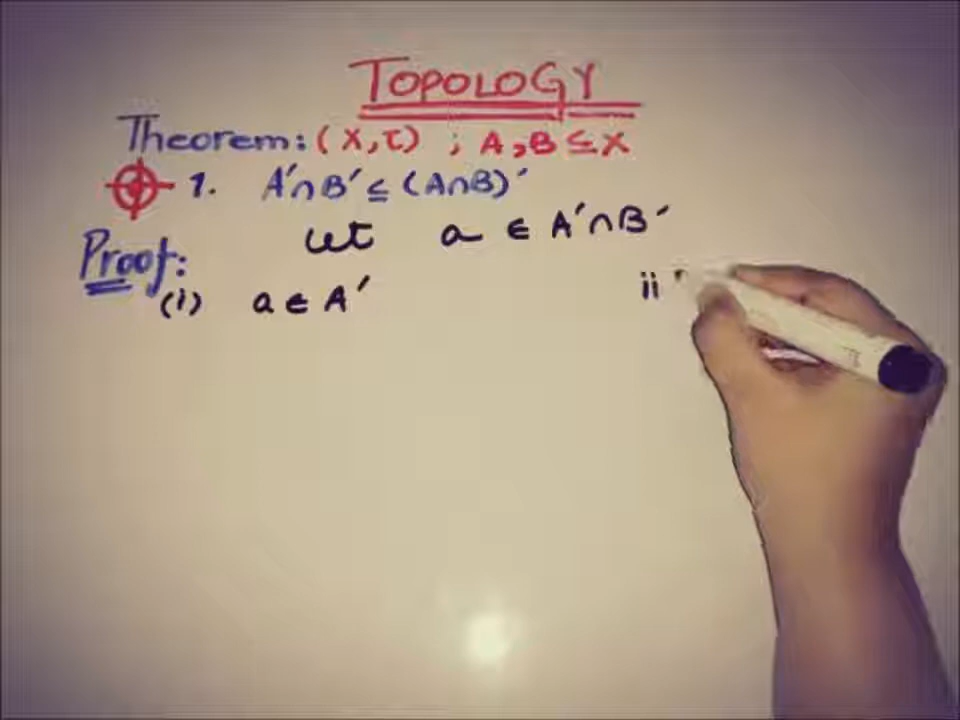 TOPOLOGY
Theorem: (X,τ) ; A,B ⊆ X
1. A'∩B' ⊆ (A∩B)'
Let a ∈ A'∩B'
Proof:
(i) a ∈ A' ii